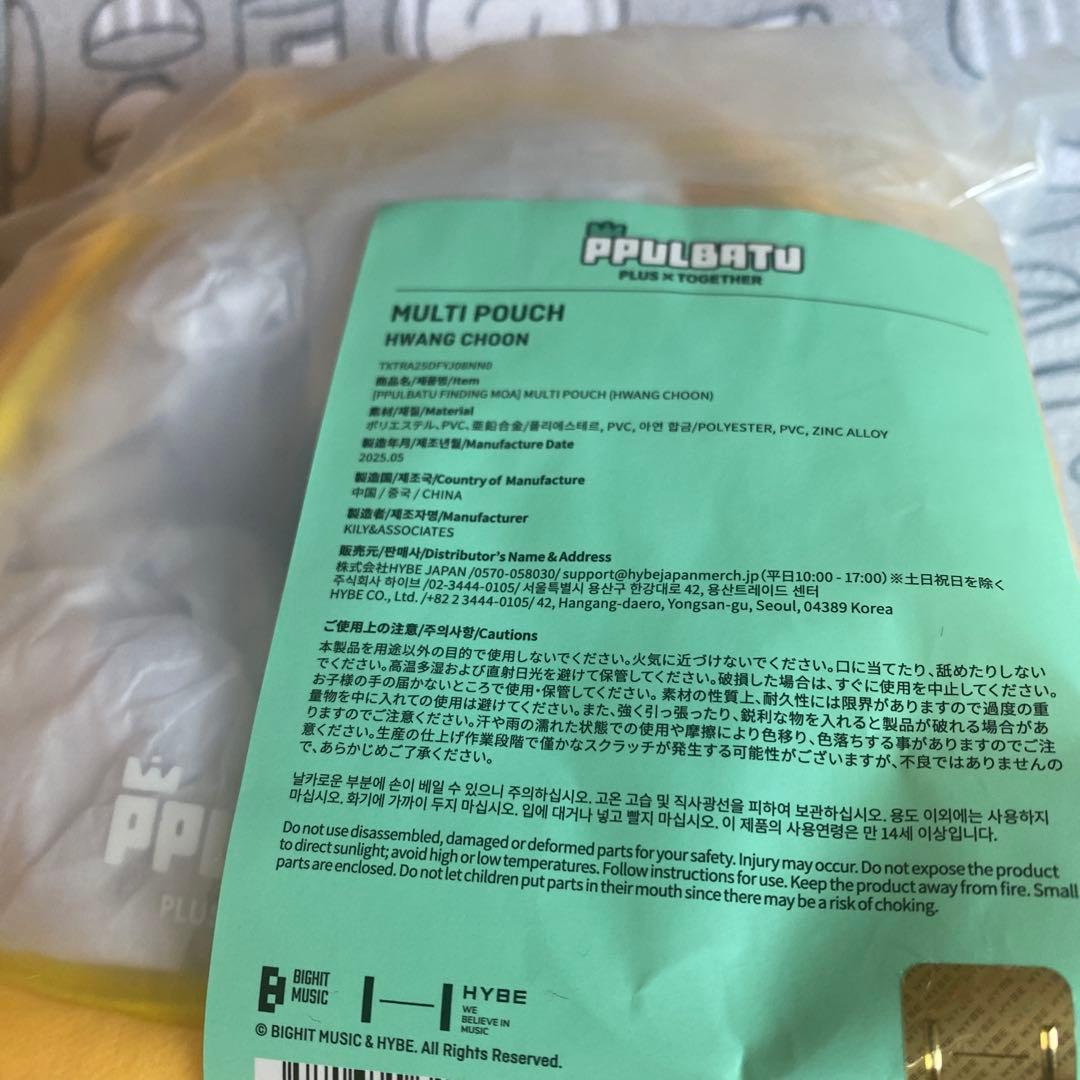 PPULBATU
PLUS × TOGETHER
MULTI POUCH
HWANG CHOON
TXTRA25DFYJ08NN0
商品名/제품명/Item
[PPULBATU FINDING MOA] MULTI POUCH (HWANG CHOON)
素材/재질/Material
ポリエステル、PVC、亜鉛合金/폴리에스테르, PVC, 아연 합금/POLYESTER, PVC, ZINC ALLOY
製造年月/제조년월/Manufacture Date
2025.05
製造国/제조국/Country of Manufacture
中国 / 중국 / CHINA
製造者/제조자명/Manufacturer
KILY&ASSOCIATES
販売元/판매사/Distributor's Name & Address
株式会社HYBE JAPAN /0570-058030/ support@hybejapanmerch.jp (平日10:00 - 17:00) ※土日祝日を除く
주식회사 하이브 /02-3444-0105/ 서울특별시 용산구 한강대로 42, 용산트레이드 센터
HYBE CO., Ltd. /+82 2 3444-0105/ 42, Hangang-daero, Yongsan-gu, Seoul, 04389 Korea
ご使用上の注意/주의사항/Cautions
本製品を用途以外の目的で使用しないでください。火気に近づけないでください。口に当てたり、舐めたりしない
でください。高温多湿および直射日光を避けて保管してください。破損した場合は、すぐに使用を中止してください。
お子様の手の届かないところで使用・保管してください。素材の性質上、耐久性には限界がありますので過度の重
量物を中に入れての使用は避けてください。また、強く引っ張ったり、鋭利な物を入れると製品が破れる場合があ
りますのでご注意ください。汗や雨の濡れた状態での使用や摩擦により色移り、色落ちする事がありますのでご注
意ください。生産の仕上げ作業段階で僅かなスクラッチが発生する可能性がございますが、不良ではありませんの
で、あらかじめご了承ください。
날카로운 부분에 손이 베일 수 있으니 주의하십시오. 고온 고습 및 직사광선을 피하여 보관하십시오. 용도 이외에는 사용하지
마십시오. 화기에 가까이 두지 마십시오. 입에 대거나 넣고 빨지 마십시오. 이 제품의 사용연령은 만 14세 이상입니다.
Do not use disassembled, damaged or deformed parts for your safety. Injury may occur. Do not expose the product
to direct sunlight; avoid high or low temperatures. Follow instructions for use. Keep the product away from fire. Small
parts are enclosed. Do not let children put parts in their mouth since there may be a risk of choking.
BIGHIT
MUSIC
HYBE
WE
BELIEVE IN
MUSIC
© BIGHIT MUSIC & HYBE. All Rights Reserved.
PPU
PLUS